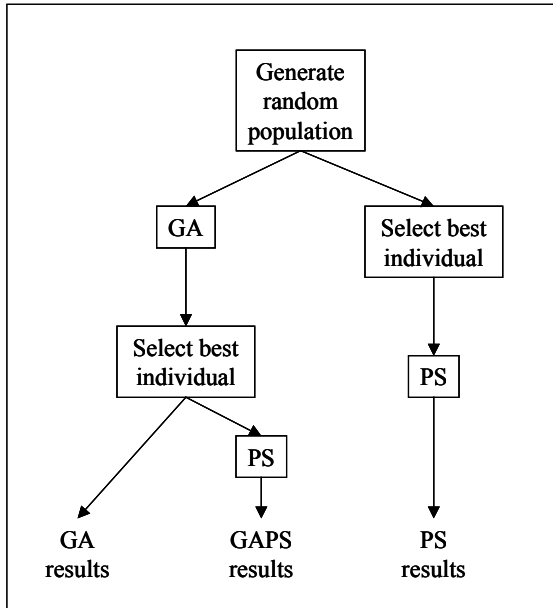 Generate
random
population
GA
Select best
individual
Select best
individual
PS
PS
GA
results
GAPS
results
PS
results